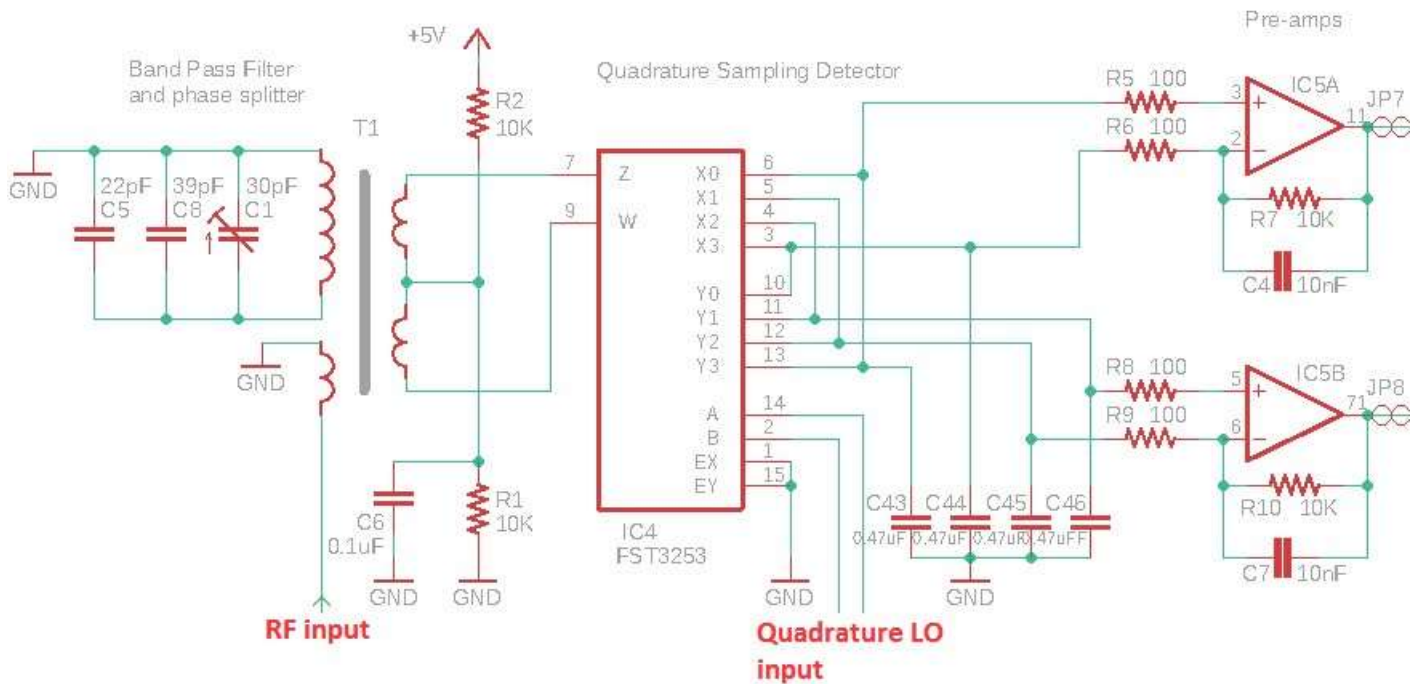 Pre-amps
+5V
Band Pass Filter
and phase splitter
Quadrature Sampling Detector
T1
R2
10K
GND
22pF
C5
39pF
C8
30pF
C1
GND
7
Z
9
W
X0
6
X1
5
X2
4
X3
3
Y0
10
Y1
11
Y2
12
Y3
13
A
14
B
2
EX
1
EY
15
IC4
FST3253
R5 100
R6 100
3
2
+
−
IC5A
11
JP7
R7 10K
C4 10nF
R8 100
R9 100
5
6
+
−
IC5B
71
JP8
R10 10K
C7 10nF
C6
0.1uF
GND
R1
10K
GND
GND
C43
0.47uF
C44
0.47uF
C45
0.47uF
C46
0.47uFF
GND
RF input
Quadrature LO
input